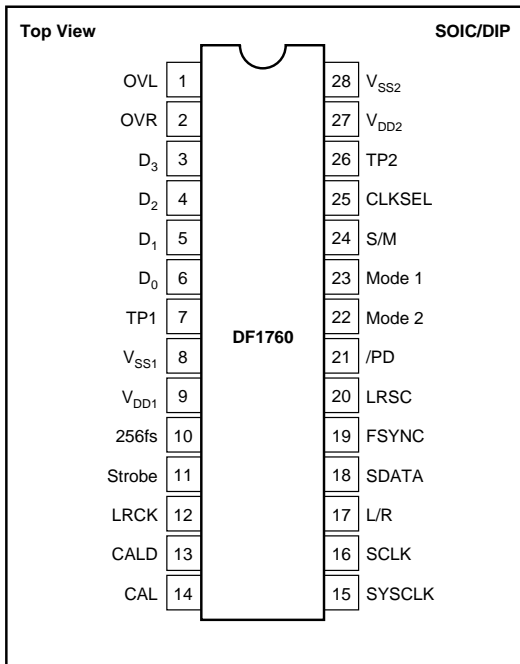 Top View SOIC/DIP
OVL 1 28 VSS2
OVR 2 27 VDD2
D3 3 26 TP2
D2 4 25 CLKSEL
D1 5 24 S/M
D0 6 23 Mode 1
TP1 7 22 Mode 2
DF1760
VSS1 8 21 /PD
VDD1 9 20 LRSC
256fs 10 19 FSYNC
Strobe 11 18 SDATA
LRCK 12 17 L/R
CALD 13 16 SCLK
CAL 14 15 SYSCLK